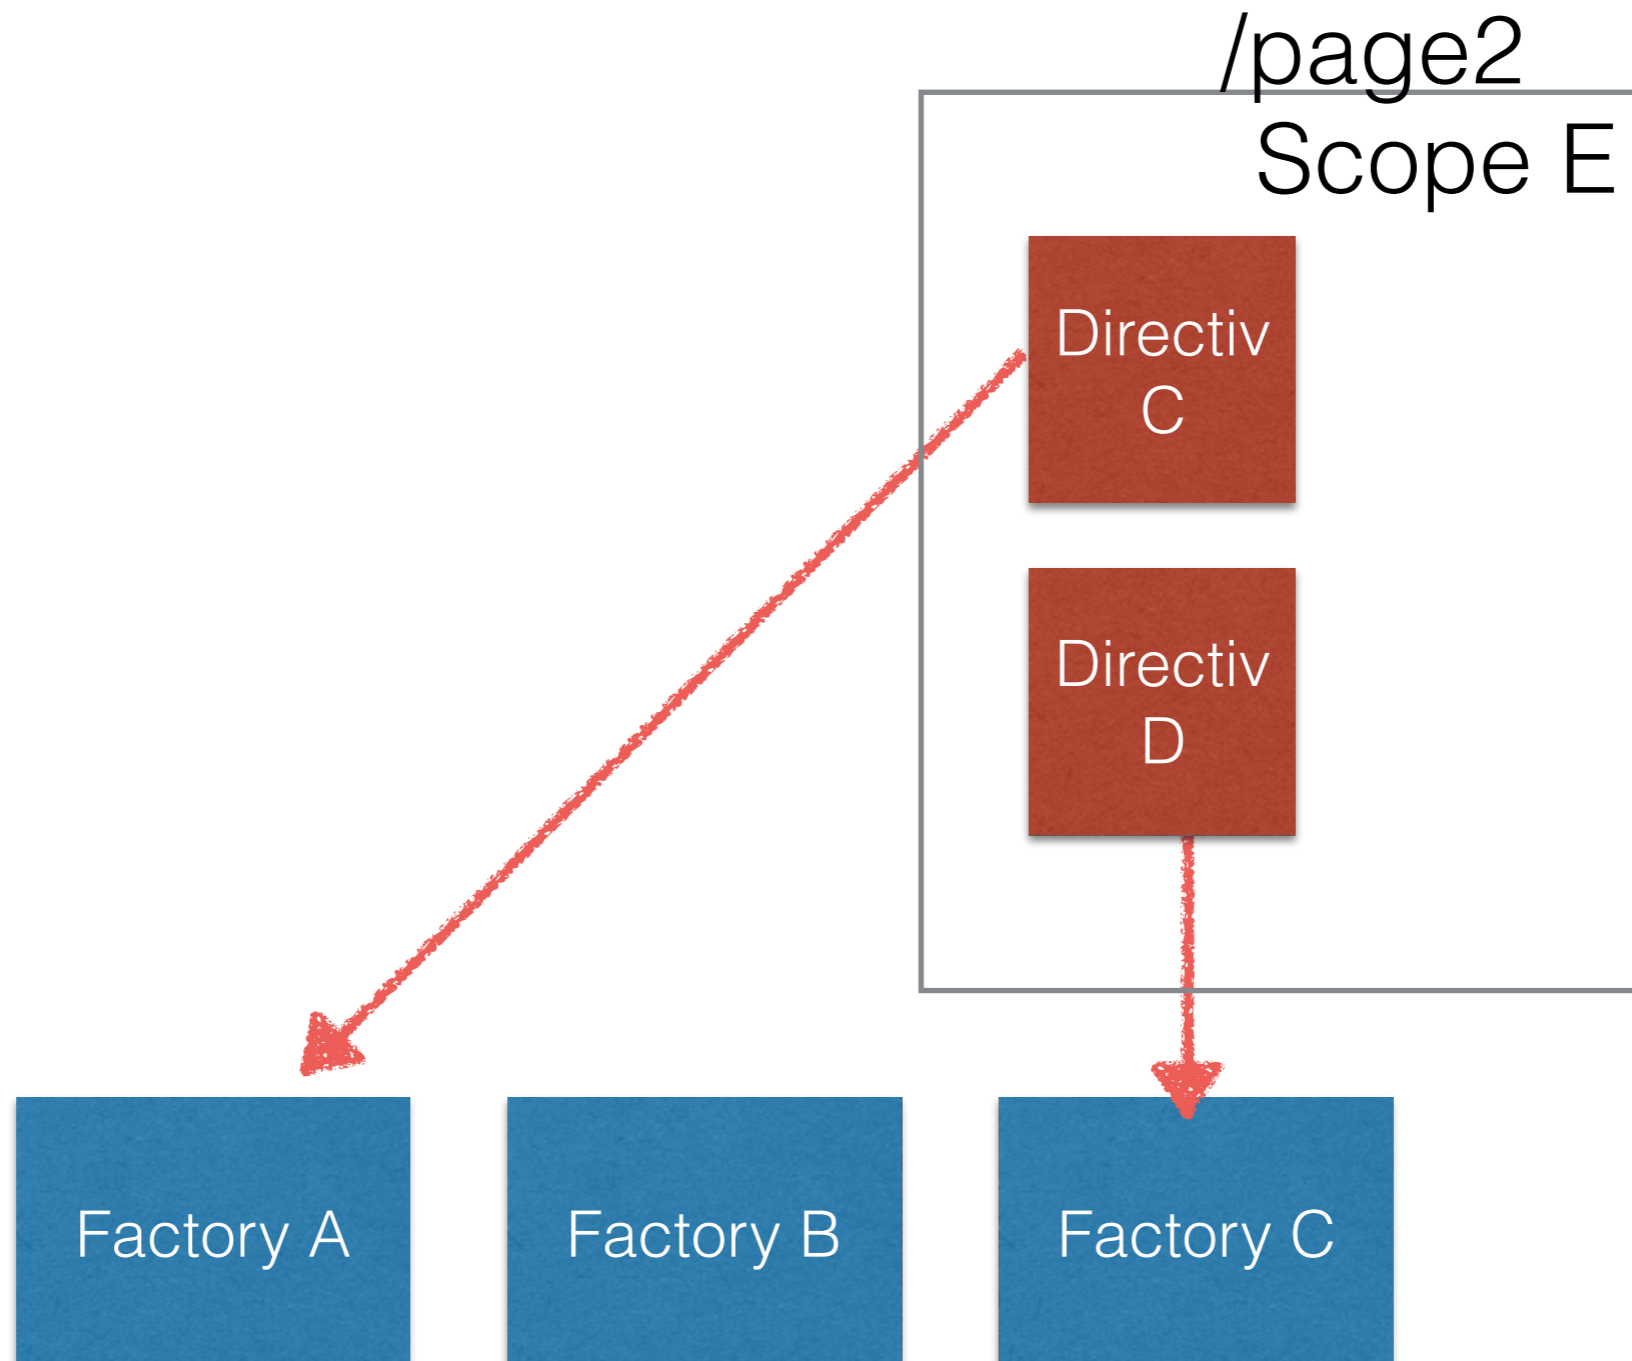 /page2
Scope E
Directiv
C
Directiv
D
Factory A
Factory B
Factory C